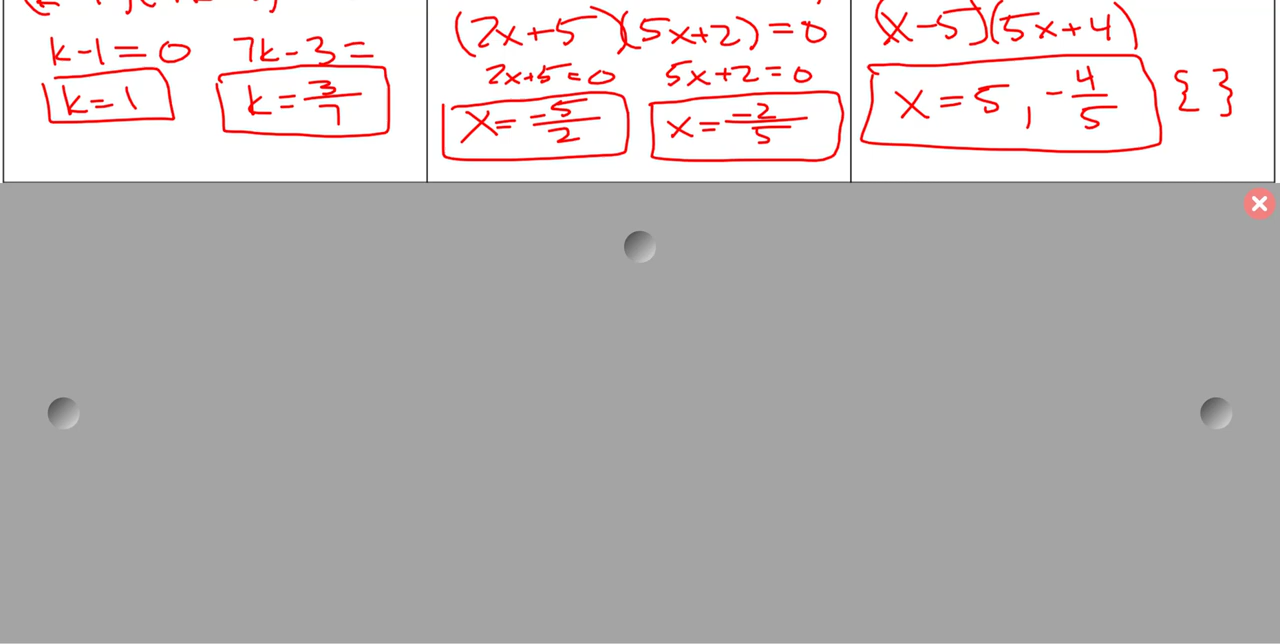 k-1=0 7k-3=
k=1 k=3/7
(2x+5)(5x+2)=0
2x+5=0 5x+2=0
x=-5/2 x=-2/5
(x-5)(5x+4)
x=5, -4/5 { }